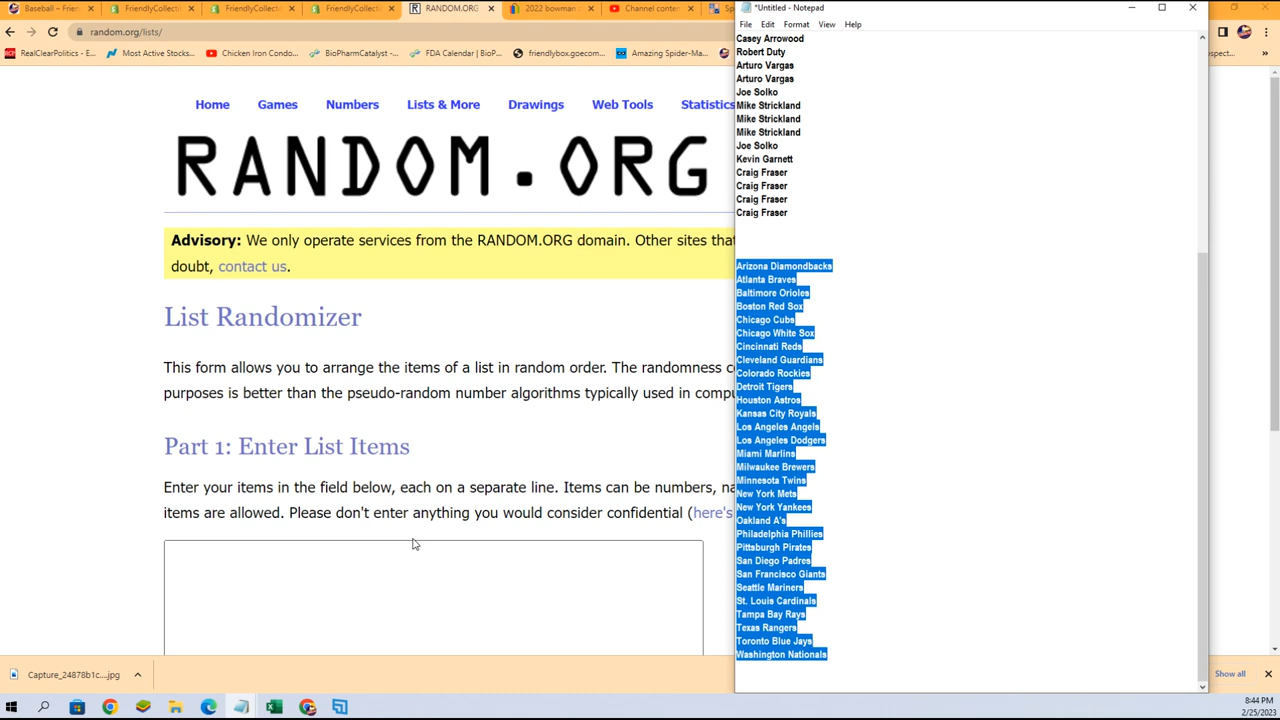 Baseball – Friendly
FriendlyCollecti
FriendlyCollecti
FriendlyCollecti
RANDOM.ORG
2022 bowman
Channel conten
Sp
random.org/lists/
RealClearPolitics - E...
Most Active Stocks...
Chicken Iron Condo...
BioPharmCatalyst -...
FDA Calendar | BioP...
friendlybox.goecom...
Amazing Spider-Ma...
spect...
Home
Games
Numbers
Lists & More
Drawings
Web Tools
Statistics
RANDOM.ORG
Advisory: We only operate services from the RANDOM.ORG domain. Other sites that
doubt, contact us.
List Randomizer
This form allows you to arrange the items of a list in random order. The randomness c
purposes is better than the pseudo-random number algorithms typically used in compu
Part 1: Enter List Items
Enter your items in the field below, each on a separate line. Items can be numbers, na
items are allowed. Please don't enter anything you would consider confidential (here's
*Untitled - Notepad
File Edit Format View Help
Casey Arrowood
Robert Duty
Arturo Vargas
Arturo Vargas
Joe Solko
Mike Strickland
Mike Strickland
Mike Strickland
Joe Solko
Kevin Garnett
Craig Fraser
Craig Fraser
Craig Fraser
Craig Fraser
Arizona Diamondbacks
Atlanta Braves
Baltimore Orioles
Boston Red Sox
Chicago Cubs
Chicago White Sox
Cincinnati Reds
Cleveland Guardians
Colorado Rockies
Detroit Tigers
Houston Astros
Kansas City Royals
Los Angeles Angels
Los Angeles Dodgers
Miami Marlins
Milwaukee Brewers
Minnesota Twins
New York Mets
New York Yankees
Oakland A's
Philadelphia Phillies
Pittsburgh Pirates
San Diego Padres
San Francisco Giants
Seattle Mariners
St. Louis Cardinals
Tampa Bay Rays
Texas Rangers
Toronto Blue Jays
Washington Nationals
Capture_24878b1c....jpg
Show all
8:44 PM
2/25/2023